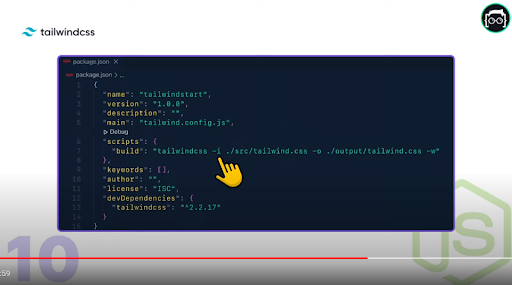 tailwindcss
package.json ×
package.json > ...
1 {
2 "name": "tailwindstart",
3 "version": "1.0.0",
4 "description": "",
5 "main": "tailwind.config.js",
Debug
6 "scripts": {
7 "build": "tailwindcss -i ./src/tailwind.css -o ./output/tailwind.css -w"
8 },
9 "keywords": [],
10 "author": "",
11 "license": "ISC",
12 "devDependencies": {
13 "tailwindcss": "^2.2.17"
14 }
15 }
10
JS
:59